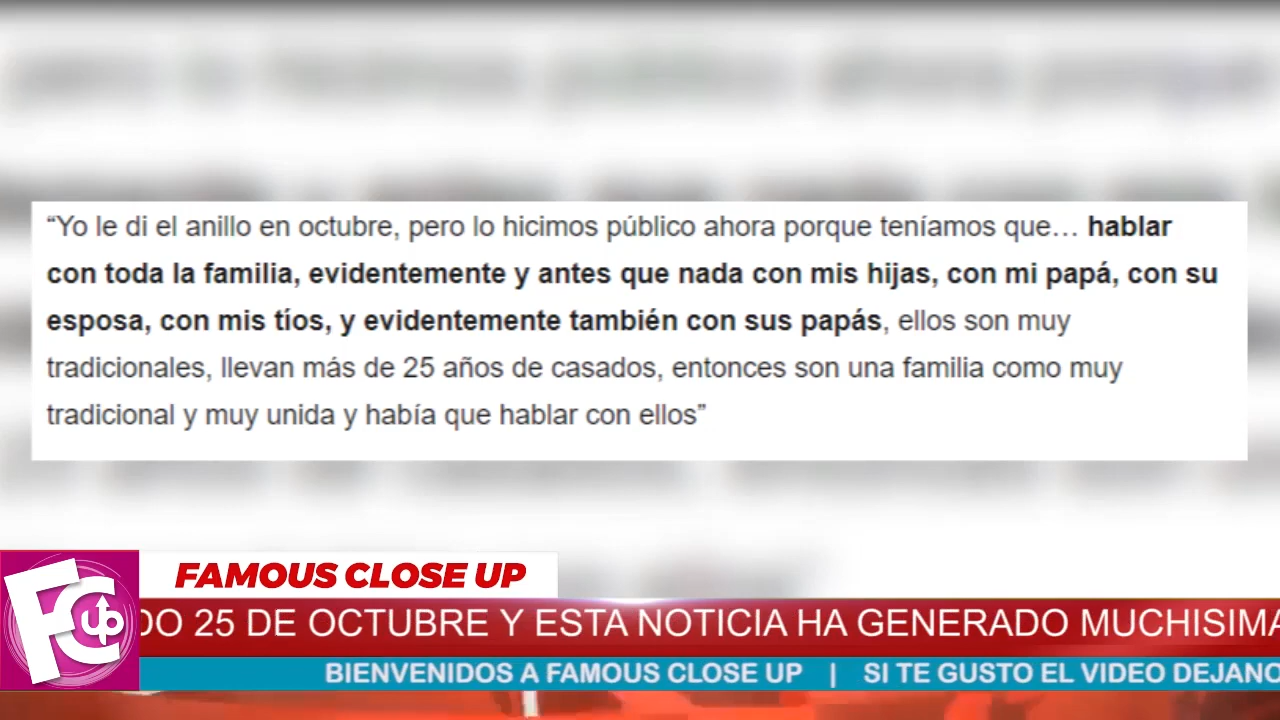 “Yo le di el anillo en octubre, pero lo hicimos público ahora porque teníamos que… hablar
con toda la familia, evidentemente y antes que nada con mis hijas, con mi papá, con su
esposa, con mis tíos, y evidentemente también con sus papás, ellos son muy
tradicionales, llevan más de 25 años de casados, entonces son una familia como muy
tradicional y muy unida y había que hablar con ellos”
FC up
FAMOUS CLOSE UP
DO 25 DE OCTUBRE Y ESTA NOTICIA HA GENERADO MUCHISIMA
BIENVENIDOS A FAMOUS CLOSE UP | SI TE GUSTO EL VIDEO DEJANO